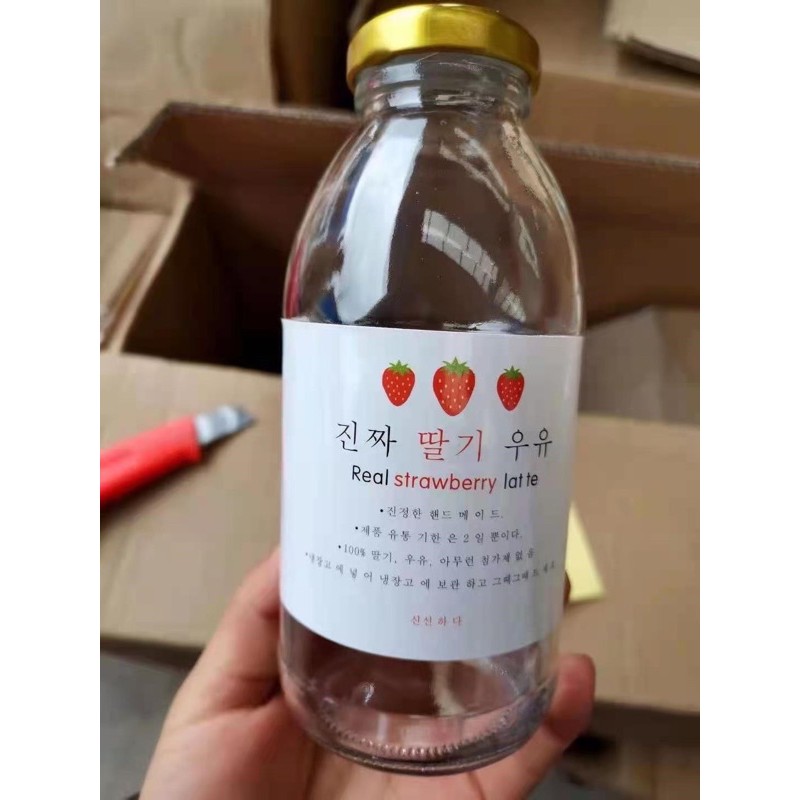 진짜 딸기 우유
Real strawberry latte
•진정한 핸드 메 이 드.
•제품 유통 기한 은 2 일 뿐이다.
•100% 딸기, 우유, 아무런 첨가제 없 음
•냉장고 에 넣 어 냉장고 에 보관 하고 그때그때 드 세 요.
신선 하 다